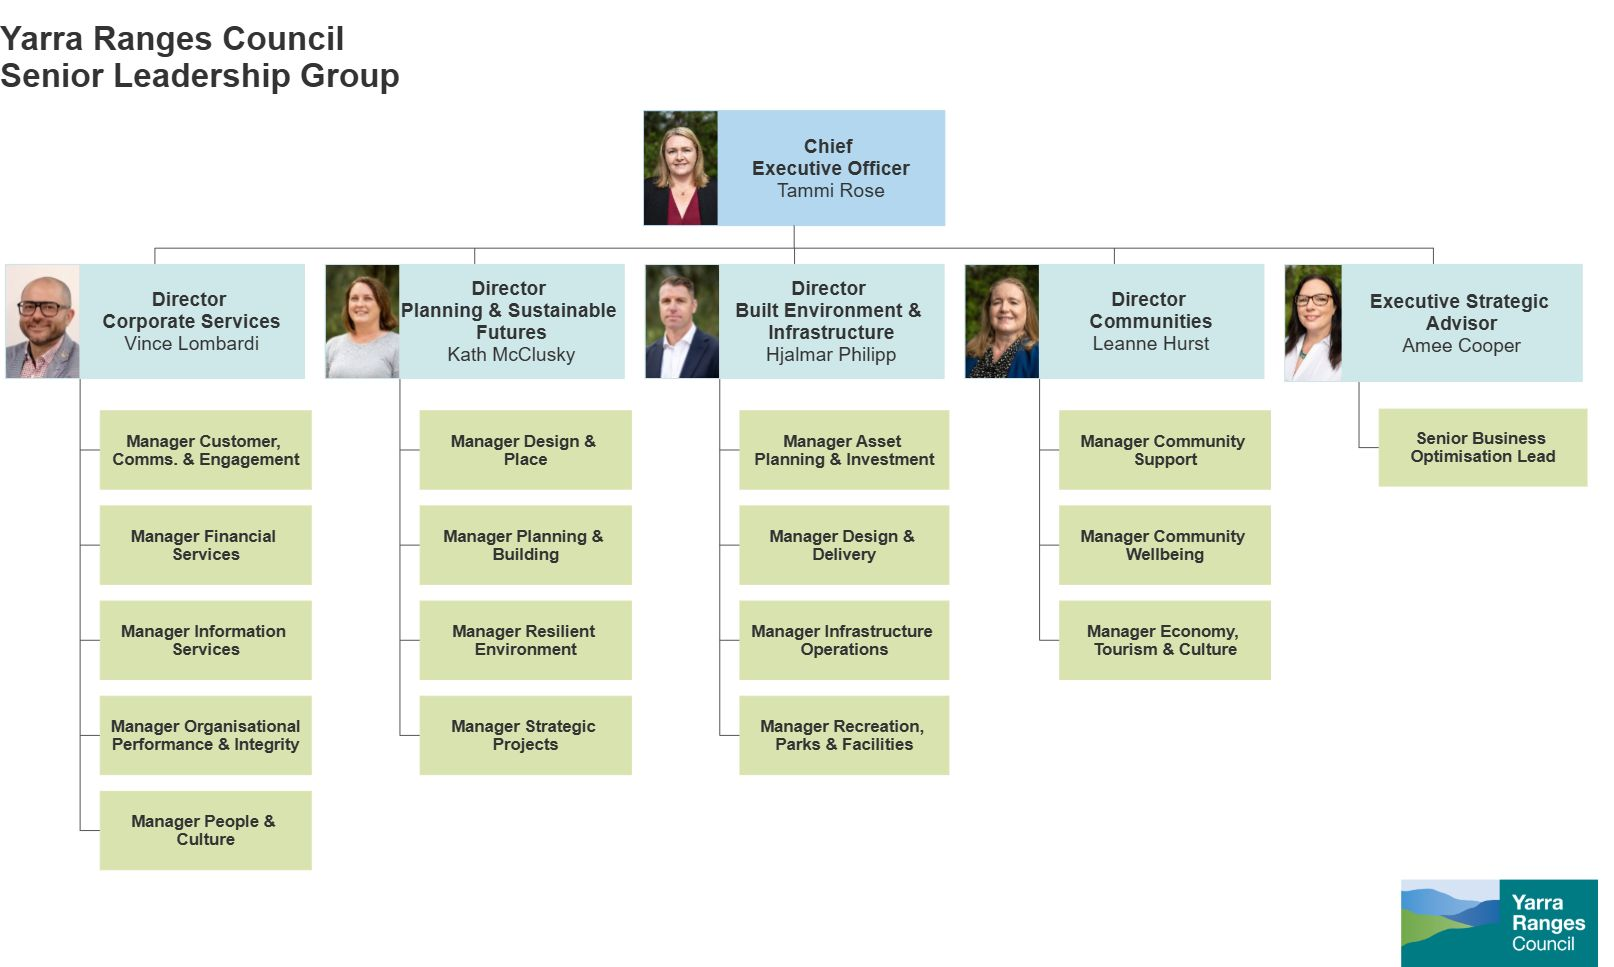 Yarra Ranges Council
Senior Leadership Group
Chief
Executive Officer
Tammi Rose
Director
Corporate Services
Vince Lombardi
Director
Planning & Sustainable
Futures
Kath McClusky
Director
Built Environment &
Infrastructure
Hjalmar Philipp
Director
Communities
Leanne Hurst
Executive Strategic
Advisor
Amee Cooper
Manager Customer,
Comms. & Engagement
Manager Financial
Services
Manager Information
Services
Manager Organisational
Performance & Integrity
Manager People &
Culture
Manager Design &
Place
Manager Planning &
Building
Manager Resilient
Environment
Manager Strategic
Projects
Manager Asset
Planning & Investment
Manager Design &
Delivery
Manager Infrastructure
Operations
Manager Recreation,
Parks & Facilities
Manager Community
Support
Manager Community
Wellbeing
Manager Economy,
Tourism & Culture
Senior Business
Optimisation Lead
Yarra
Ranges
Council